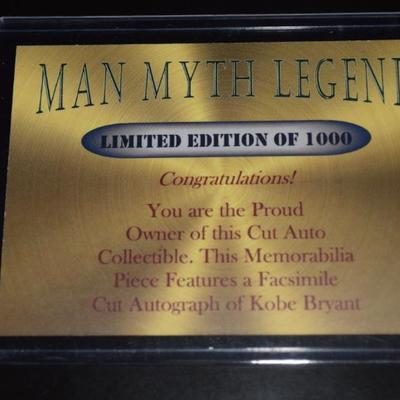 MAN MYTH LEGEND
LIMITED EDITION OF 1000
Congratulations!
You are the Proud
Owner of this Cut Auto
Collectible. This Memorabilia
Piece Features a Facsimile
Cut Autograph of Kobe Bryant